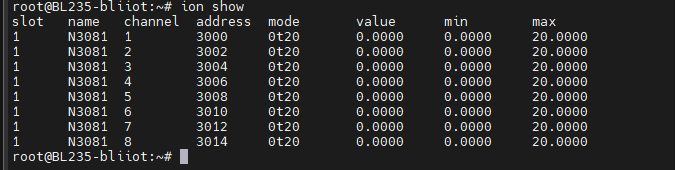 root@BL235-bliiot:~# ion show
slot name channel address mode value min max
1 N3081 1 3000 0t20 0.0000 0.0000 20.0000
1 N3081 2 3002 0t20 0.0000 0.0000 20.0000
1 N3081 3 3004 0t20 0.0000 0.0000 20.0000
1 N3081 4 3006 0t20 0.0000 0.0000 20.0000
1 N3081 5 3008 0t20 0.0000 0.0000 20.0000
1 N3081 6 3010 0t20 0.0000 0.0000 20.0000
1 N3081 7 3012 0t20 0.0000 0.0000 20.0000
1 N3081 8 3014 0t20 0.0000 0.0000 20.0000
root@BL235-bliiot:~#